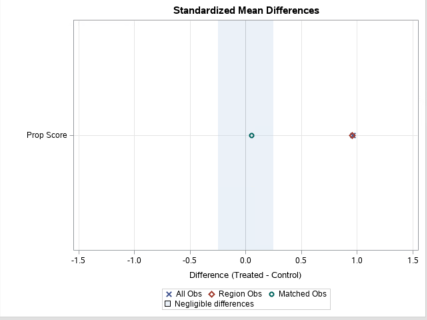 Standardized Mean Differences
Prop Score
-1.5 -1.0 -0.5 0.0 0.5 1.0 1.5
Difference (Treated - Control)
All Obs Region Obs Matched Obs
Negligible differences